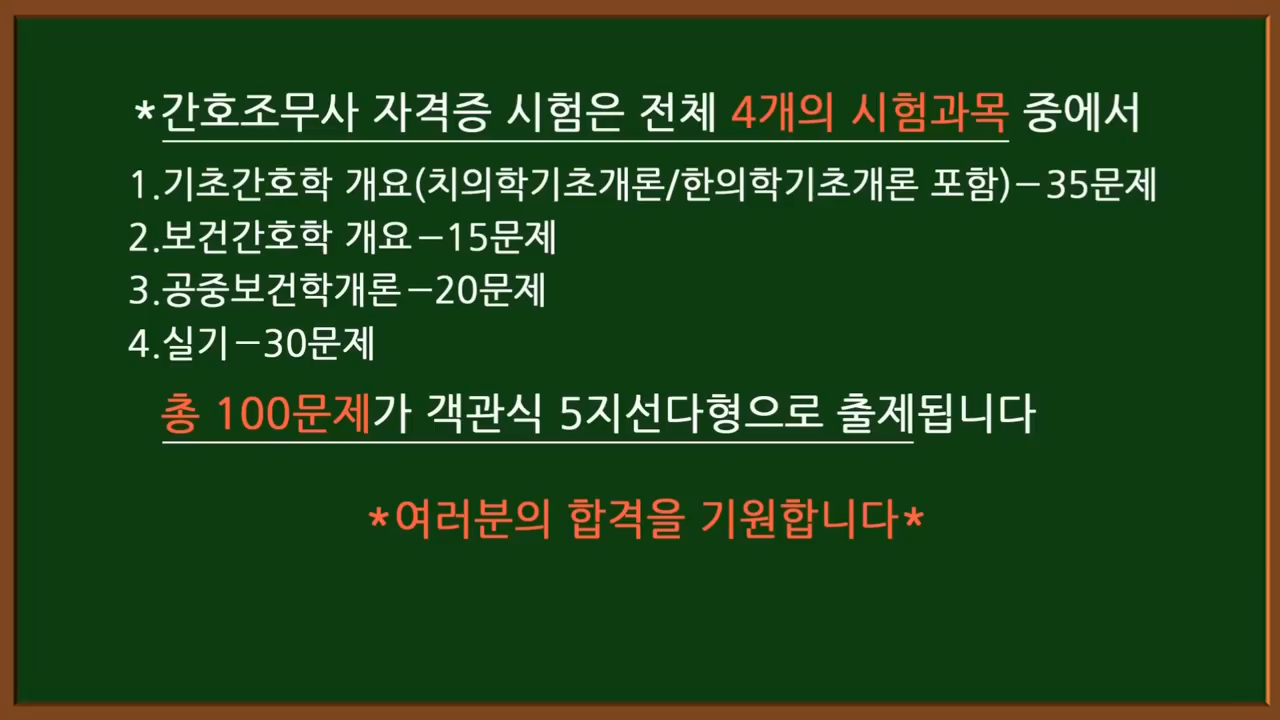 *간호조무사 자격증 시험은 전체 4개의 시험과목 중에서
1.기초간호학 개요(치의학기초개론/한의학기초개론 포함)-35문제
2.보건간호학 개요-15문제
3.공중보건학개론-20문제
4.실기-30문제
총 100문제가 객관식 5지선다형으로 출제됩니다
*여러분의 합격을 기원합니다*